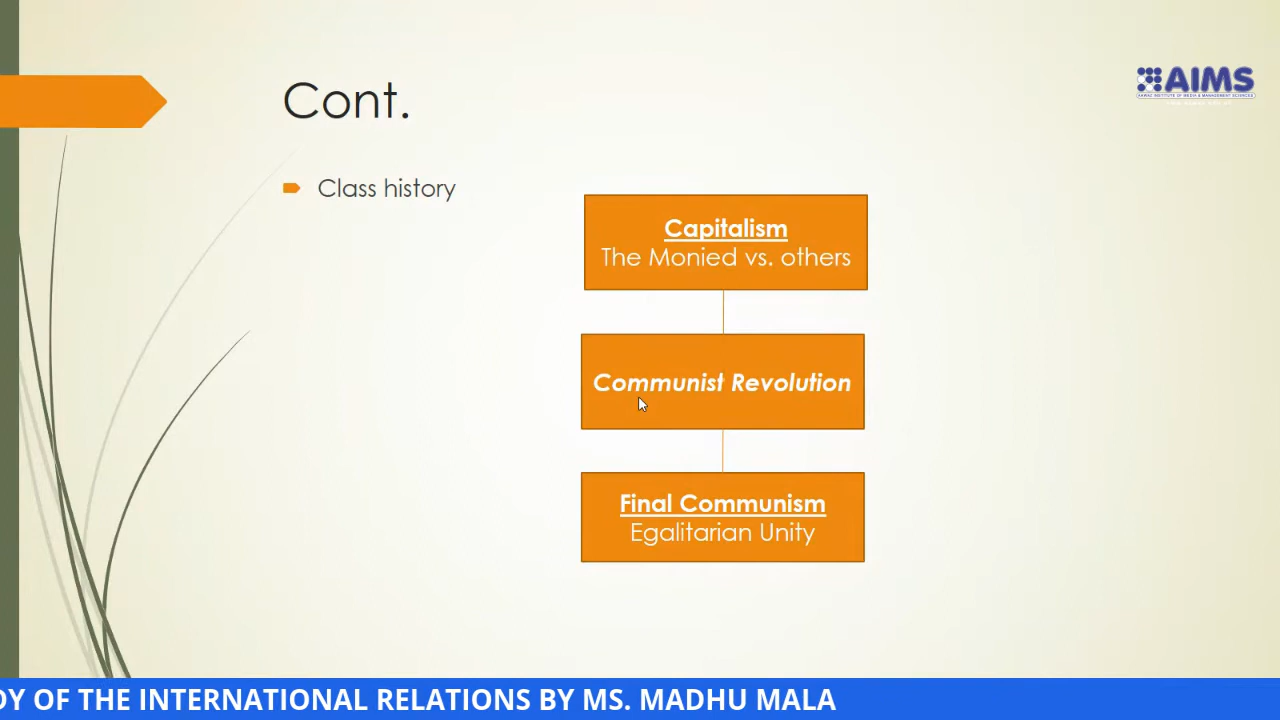 Cont.
AIMS
Class history
Capitalism
The Monied vs. others
Communist Revolution
Final Communism
Egalitarian Unity
DY OF THE INTERNATIONAL RELATIONS BY MS. MADHU MALA